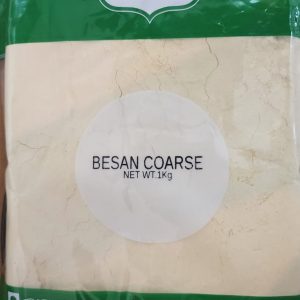 BESAN COARSE
NET WT.1Kg